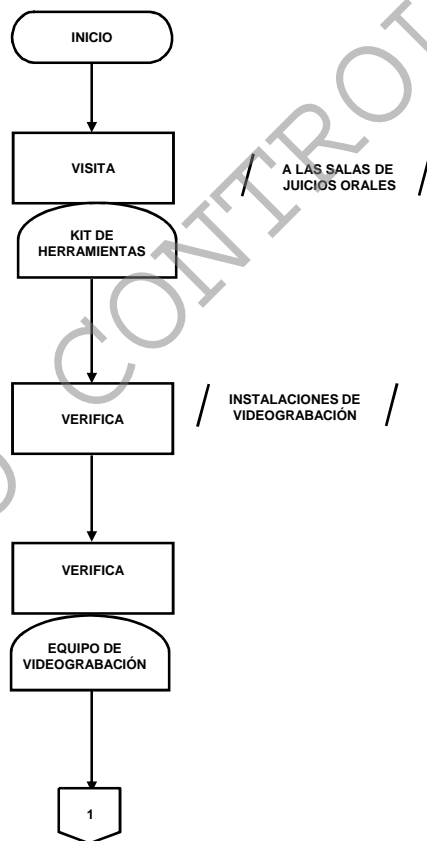 INICIO
VISITA
A LAS SALAS DE
JUICIOS ORALES
KIT DE
HERRAMIENTAS
VERIFICA
INSTALACIONES DE
VIDEOGRABACIÓN
VERIFICA
EQUIPO DE
VIDEOGRABACIÓN
1
CONTROL